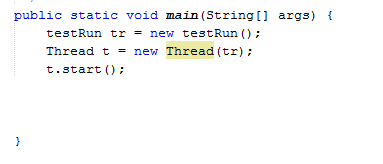 public static void main(String[] args) {
testRun tr = new testRun();
Thread t = new Thread(tr);
t.start();
}